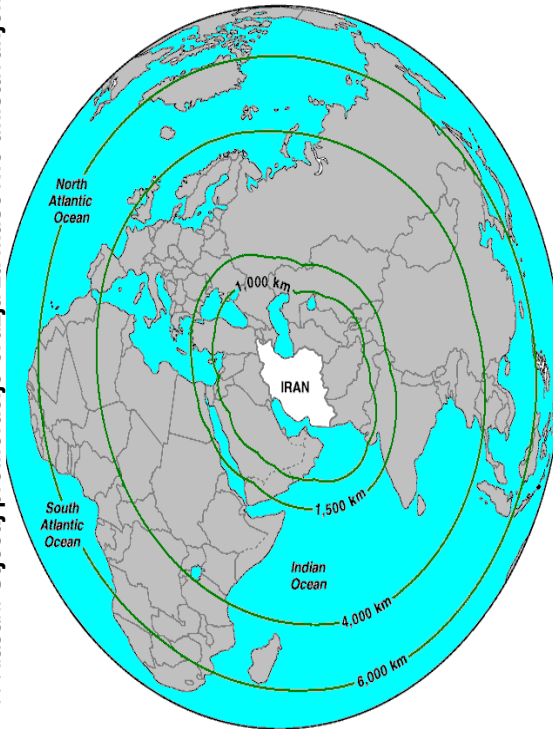 North
Atlantic
Ocean
1,000 km
IRAN
1,500 km
South
Atlantic
Ocean
Indian
Ocean
4,000 km
6,000 km